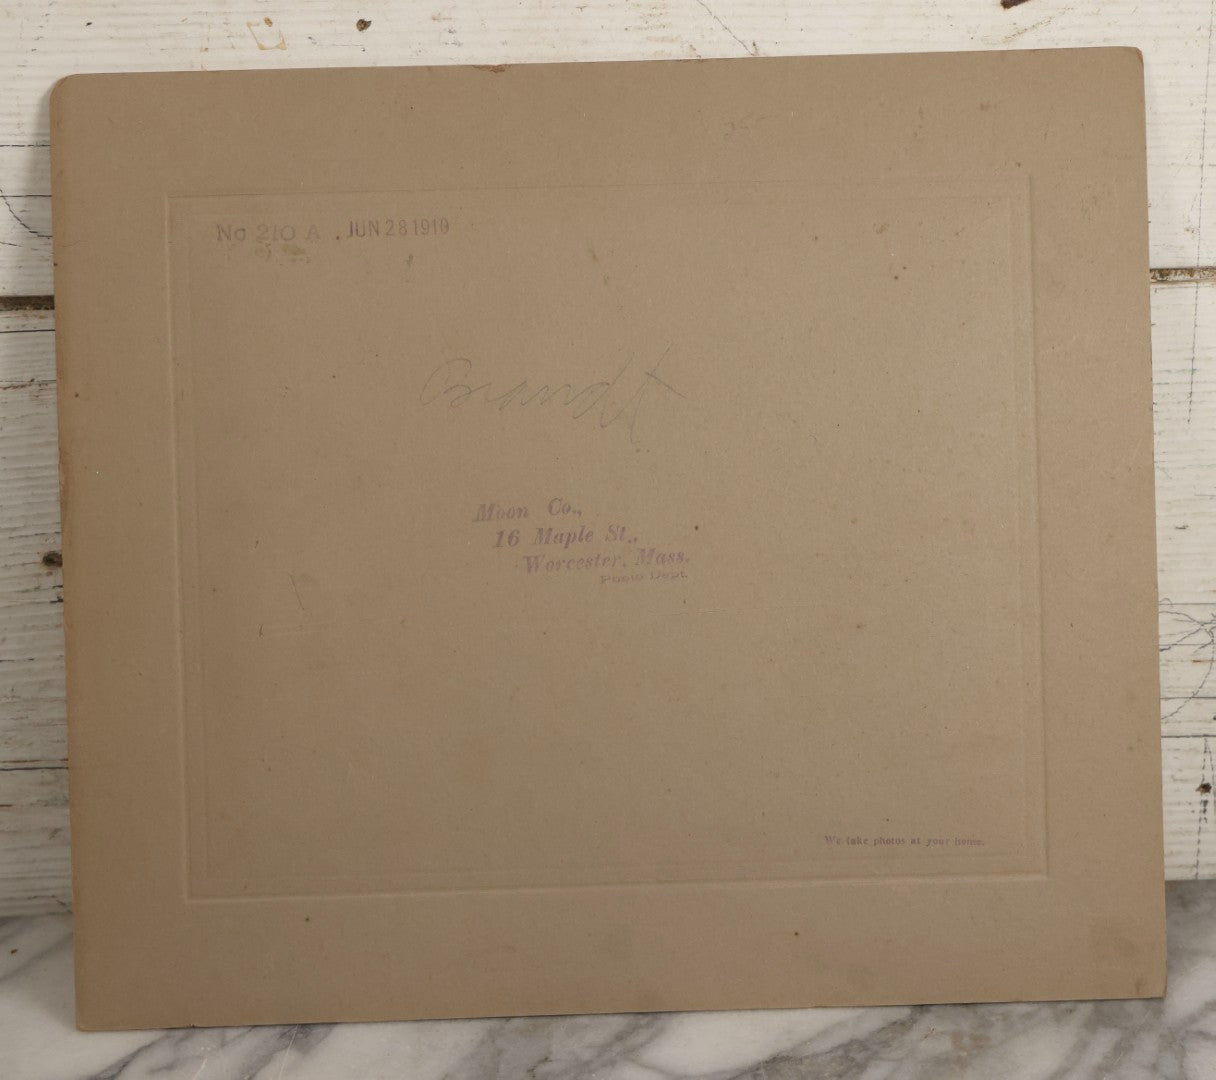 No 210 A JUN 28 1910
Brandt
Moon Co.,
16 Maple St.,
Worcester, Mass.
Photo Dept.
We take photos at your home.